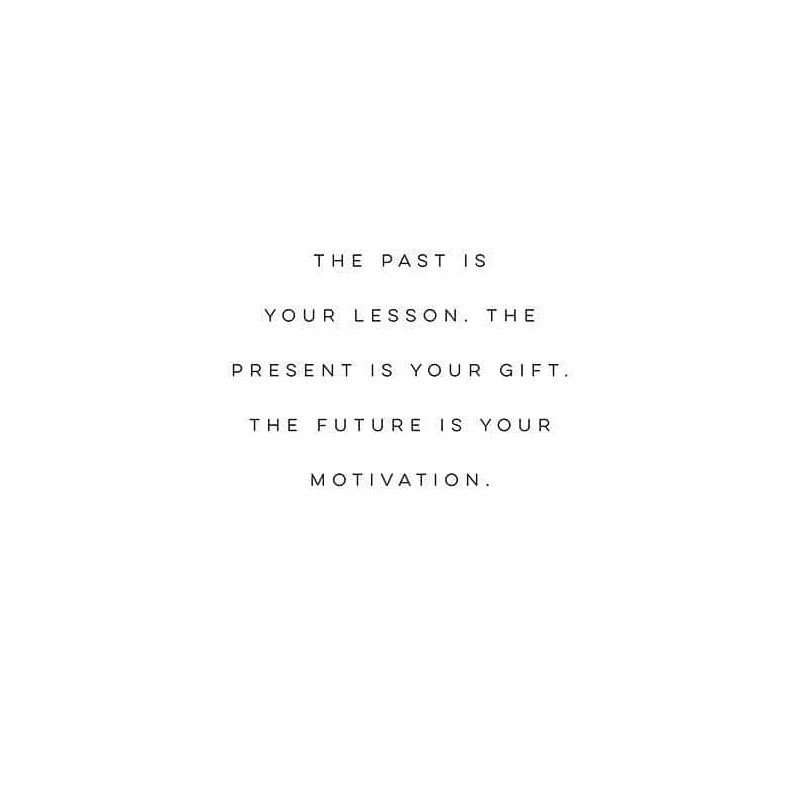 THE PAST IS
YOUR LESSON. THE
PRESENT IS YOUR GIFT.
THE FUTURE IS YOUR
MOTIVATION.